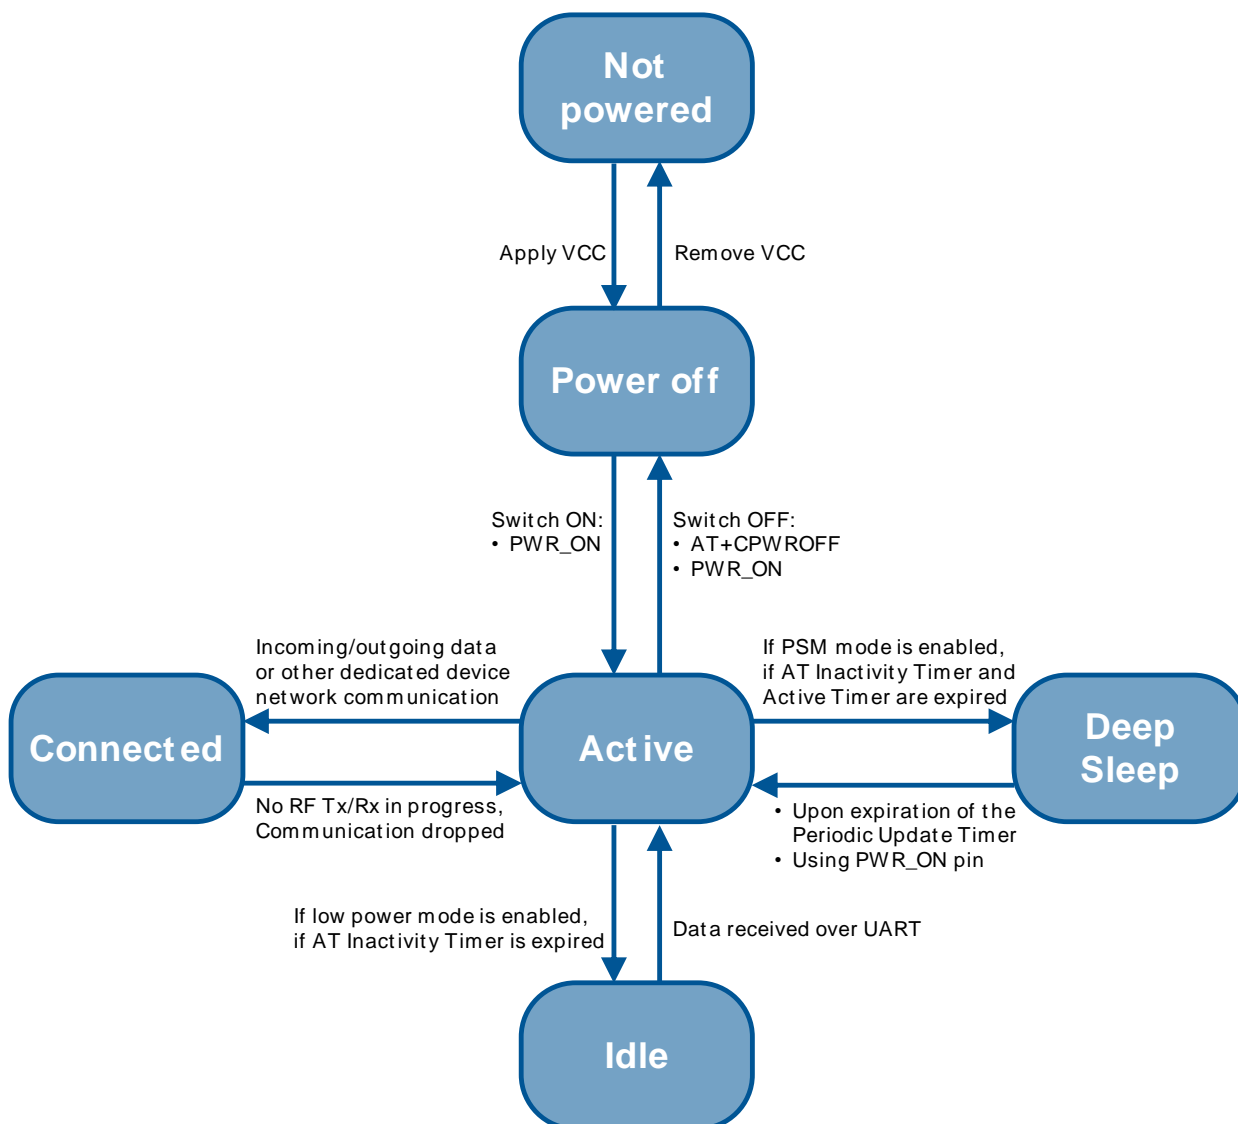 Not
powered
Apply VCC
Remove VCC
Power off
Switch ON:
• PWR_ON
Switch OFF:
• AT+CPWROFF
• PWR_ON
Incoming/outgoing data
or other dedicated device
network communication
If PSM mode is enabled,
if AT Inactivity Timer and
Active Timer are expired
Connected
Active
Deep
Sleep
No RF Tx/Rx in progress,
Communication dropped
• Upon expiration of the
Periodic Update Timer
• Using PWR_ON pin
If low power mode is enabled,
if AT Inactivity Timer is expired
Data received over UART
Idle